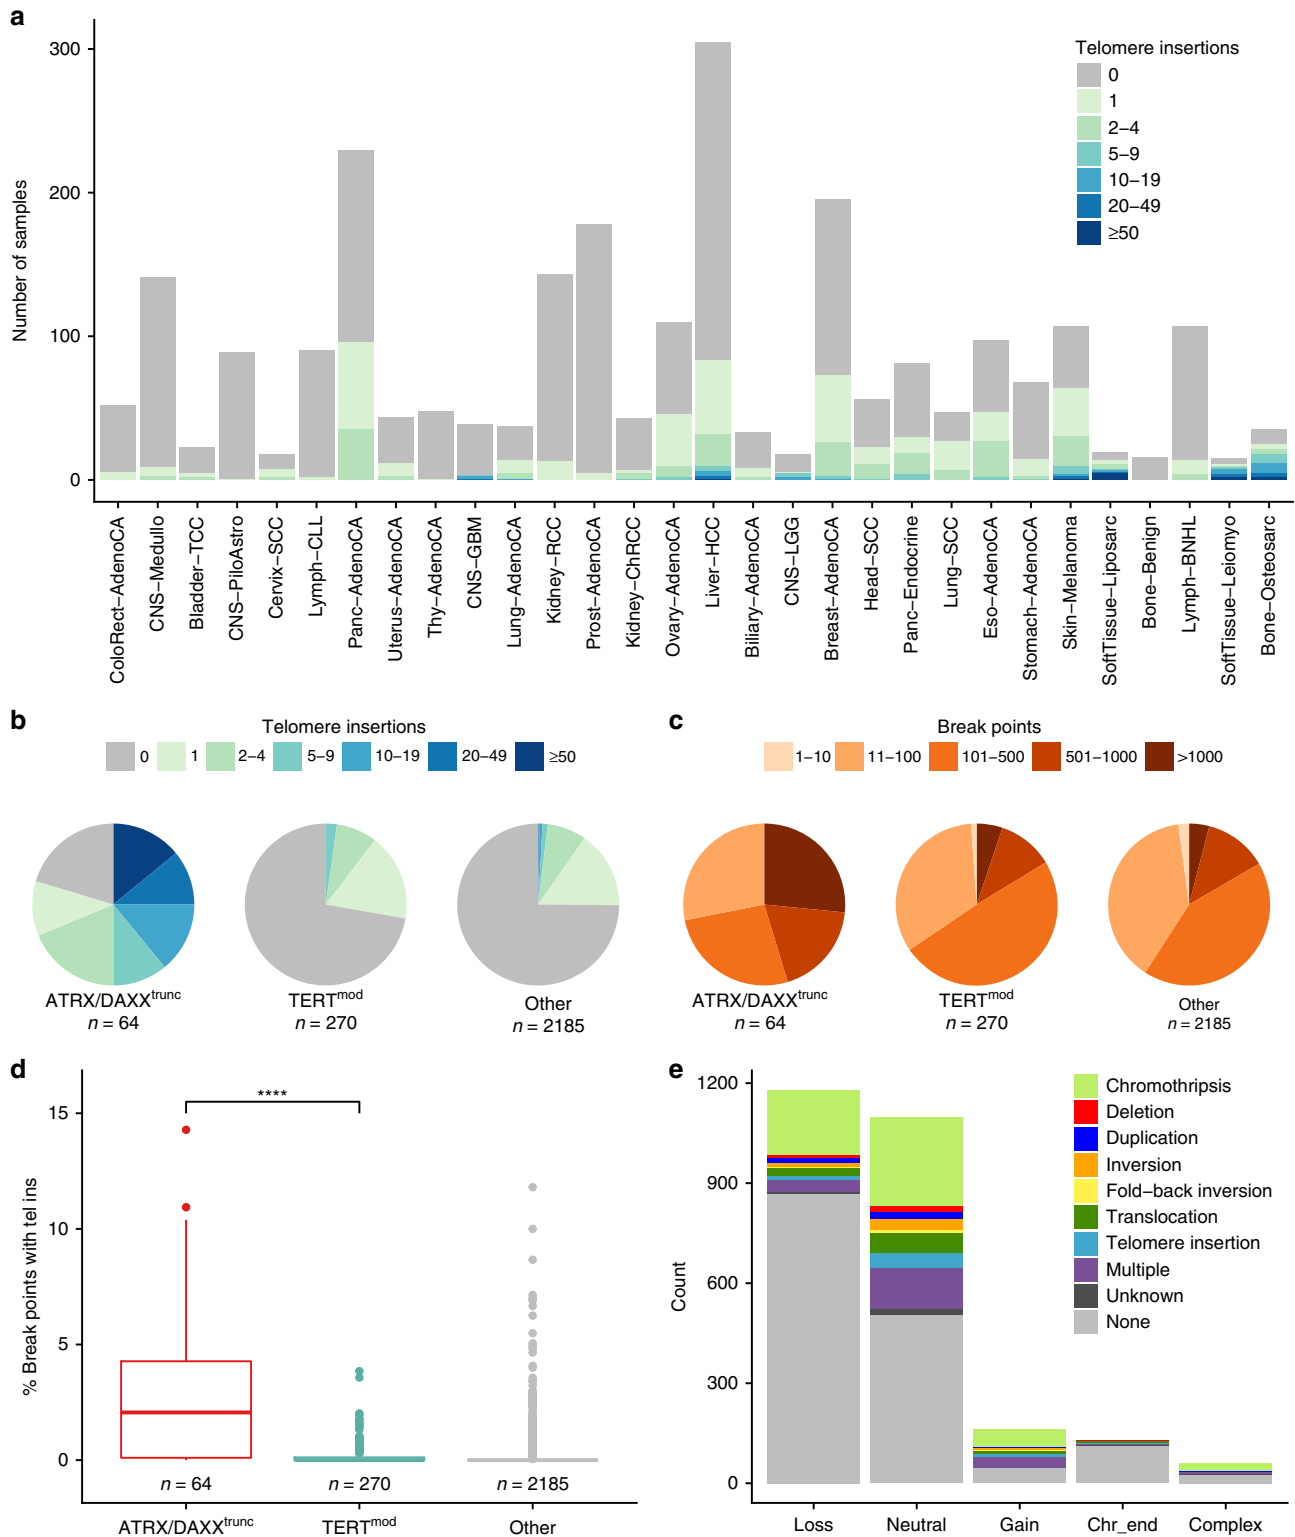 a
300
200
100
0
Number of samples
Telomere insertions
0
1
2–4
5–9
10–19
20–49
≥50
ColoRect–AdenoCA
CNS–Medullo
Bladder–TCC
CNS–PiloAstro
Cervix–SCC
Lymph–CLL
Panc–AdenoCA
Uterus–AdenoCA
Thy–AdenoCA
CNS–GBM
Lung–AdenoCA
Kidney–RCC
Prost–AdenoCA
Kidney–ChRCC
Ovary–AdenoCA
Liver–HCC
Biliary–AdenoCA
CNS–LGG
Breast–AdenoCA
Head–SCC
Panc–Endocrine
Lung–SCC
Eso–AdenoCA
Stomach–AdenoCA
Skin–Melanoma
SoftTissue–Liposarc
Bone–Benign
Lymph–BNHL
SoftTissue–Leiomyo
Bone–Osteosarc
b
Telomere insertions
0 1 2–4 5–9 10–19 20–49 ≥50
ATRX/DAXXtrunc
n = 64
TERTmod
n = 270
Other
n = 2185
c
Break points
1–10 11–100 101–500 501–1000 >1000
ATRX/DAXXtrunc
n = 64
TERTmod
n = 270
Other
n = 2185
d
15
10
5
0
% Break points with tel ins
****
n = 64
n = 270
n = 2185
ATRX/DAXXtrunc
TERTmod
Other
e
1200
900
600
300
0
Count
Chromothripsis
Deletion
Duplication
Inversion
Fold–back inversion
Translocation
Telomere insertion
Multiple
Unknown
None
Loss
Neutral
Gain
Chr_end
Complex